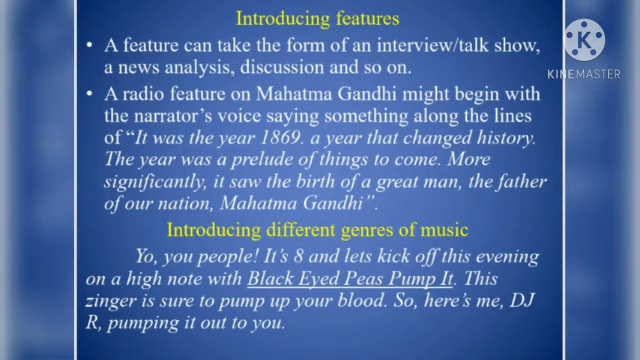 Introducing features
• A feature can take the form of an interview/talk show,
a news analysis, discussion and so on.
• A radio feature on Mahatma Gandhi might begin with
the narrator's voice saying something along the lines
of “It was the year 1869. a year that changed history.
The year was a prelude of things to come. More
significantly, it saw the birth of a great man, the father
of our nation, Mahatma Gandhi”.
Introducing different genres of music
Yo, you people! It's 8 and lets kick off this evening
on a high note with Black Eyed Peas Pump It. This
zinger is sure to pump up your blood. So, here's me, DJ
R, pumping it out to you.
K
KINEMASTER